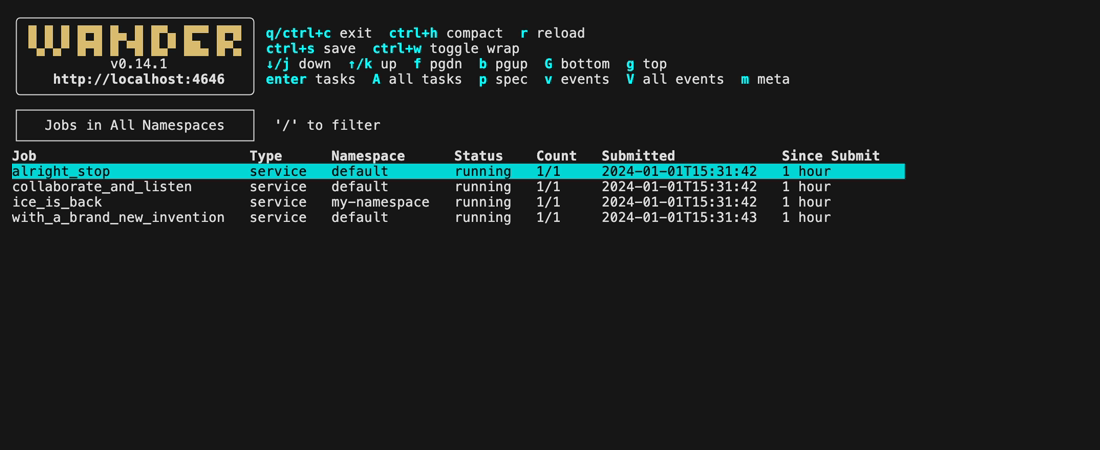 WANDER
v0.14.1
http://localhost:4646
q/ctrl+c exit  ctrl+h compact  r reload
ctrl+s save  ctrl+w toggle wrap
↓/j down  ↑/k up  f pgdn  b pgup  G bottom  g top
enter tasks  A all tasks  p spec  v events  V all events  m meta
Jobs in All Namespaces  '/' to filter
Job  Type  Namespace  Status  Count  Submitted  Since Submit
alright_stop  service  default  running  1/1  2024-01-01T15:31:42  1 hour
collaborate_and_listen  service  default  running  1/1  2024-01-01T15:31:42  1 hour
ice_is_back  service  my-namespace  running  1/1  2024-01-01T15:31:42  1 hour
with_a_brand_new_invention  service  default  running  1/1  2024-01-01T15:31:43  1 hour